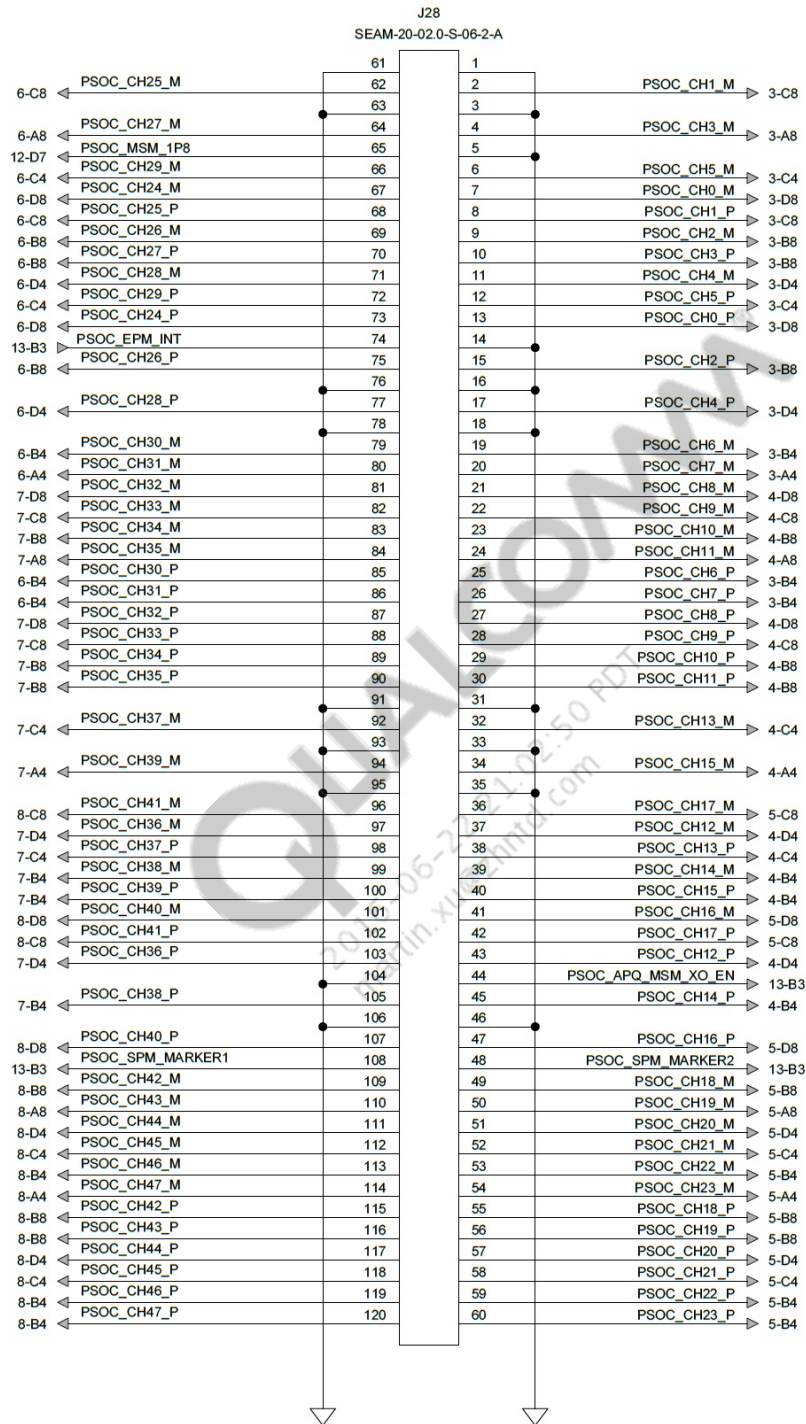 J28
SEAM-20-02.0-S-06-2-A
61 1
6-C8 PSOC_CH25_M 62 2 PSOC_CH1_M 3-C8
63 3
6-A8 PSOC_CH27_M 64 4 PSOC_CH3_M 3-A8
12-D7 PSOC_MSM_1P8 65 5
6-C4 PSOC_CH29_M 66 6 PSOC_CH5_M 3-C4
6-D8 PSOC_CH24_M 67 7 PSOC_CH0_M 3-D8
6-C8 PSOC_CH25_P 68 8 PSOC_CH1_P 3-C8
6-B8 PSOC_CH26_M 69 9 PSOC_CH2_M 3-B8
6-B8 PSOC_CH27_P 70 10 PSOC_CH3_P 3-B8
6-D4 PSOC_CH28_M 71 11 PSOC_CH4_M 3-D4
6-C4 PSOC_CH29_P 72 12 PSOC_CH5_P 3-C4
6-D8 PSOC_CH24_P 73 13 PSOC_CH0_P 3-D8
13-B3 PSOC_EPM_INT 74 14
6-B8 PSOC_CH26_P 75 15 PSOC_CH2_P 3-B8
76 16
6-D4 PSOC_CH28_P 77 17 PSOC_CH4_P 3-D4
78 18
6-B4 PSOC_CH30_M 79 19 PSOC_CH6_M 3-B4
6-A4 PSOC_CH31_M 80 20 PSOC_CH7_M 3-A4
7-D8 PSOC_CH32_M 81 21 PSOC_CH8_M 4-D8
7-C8 PSOC_CH33_M 82 22 PSOC_CH9_M 4-C8
7-B8 PSOC_CH34_M 83 23 PSOC_CH10_M 4-B8
7-A8 PSOC_CH35_M 84 24 PSOC_CH11_M 4-A8
6-B4 PSOC_CH30_P 85 25 PSOC_CH6_P 3-B4
6-B4 PSOC_CH31_P 86 26 PSOC_CH7_P 3-B4
7-D8 PSOC_CH32_P 87 27 PSOC_CH8_P 4-D8
7-C8 PSOC_CH33_P 88 28 PSOC_CH9_P 4-C8
7-B8 PSOC_CH34_P 89 29 PSOC_CH10_P 4-B8
7-B8 PSOC_CH35_P 90 30 PSOC_CH11_P 4-B8
91 31
7-C4 PSOC_CH37_M 92 32 PSOC_CH13_M 4-C4
93 33
7-A4 PSOC_CH39_M 94 34 PSOC_CH15_M 4-A4
95 35
8-C8 PSOC_CH41_M 96 36 PSOC_CH17_M 5-C8
7-D4 PSOC_CH36_M 97 37 PSOC_CH12_M 4-D4
7-C4 PSOC_CH37_P 98 38 PSOC_CH13_P 4-C4
7-B4 PSOC_CH38_M 99 39 PSOC_CH14_M 4-B4
7-B4 PSOC_CH39_P 100 40 PSOC_CH15_P 4-B4
8-D8 PSOC_CH40_M 101 41 PSOC_CH16_M 5-D8
8-C8 PSOC_CH41_P 102 42 PSOC_CH17_P 5-C8
7-D4 PSOC_CH36_P 103 43 PSOC_CH12_P 4-D4
104 44 PSOC_APQ_MSM_XO_EN 13-B3
7-B4 PSOC_CH38_P 105 45 PSOC_CH14_P 4-B4
106 46
8-D8 PSOC_CH40_P 107 47 PSOC_CH16_P 5-D8
13-B3 PSOC_SPM_MARKER1 108 48 PSOC_SPM_MARKER2 13-B3
8-B8 PSOC_CH42_M 109 49 PSOC_CH18_M 5-B8
8-A8 PSOC_CH43_M 110 50 PSOC_CH19_M 5-A8
8-D4 PSOC_CH44_M 111 51 PSOC_CH20_M 5-D4
8-C4 PSOC_CH45_M 112 52 PSOC_CH21_M 5-C4
8-B4 PSOC_CH46_M 113 53 PSOC_CH22_M 5-B4
8-A4 PSOC_CH47_M 114 54 PSOC_CH23_M 5-A4
8-B8 PSOC_CH42_P 115 55 PSOC_CH18_P 5-B8
8-B8 PSOC_CH43_P 116 56 PSOC_CH19_P 5-B8
8-D4 PSOC_CH44_P 117 57 PSOC_CH20_P 5-D4
8-C4 PSOC_CH45_P 118 58 PSOC_CH21_P 5-C4
8-B4 PSOC_CH46_P 119 59 PSOC_CH22_P 5-B4
8-B4 PSOC_CH47_P 120 60 PSOC_CH23_P 5-B4
QUALCOMM®
21:02:50 PDT